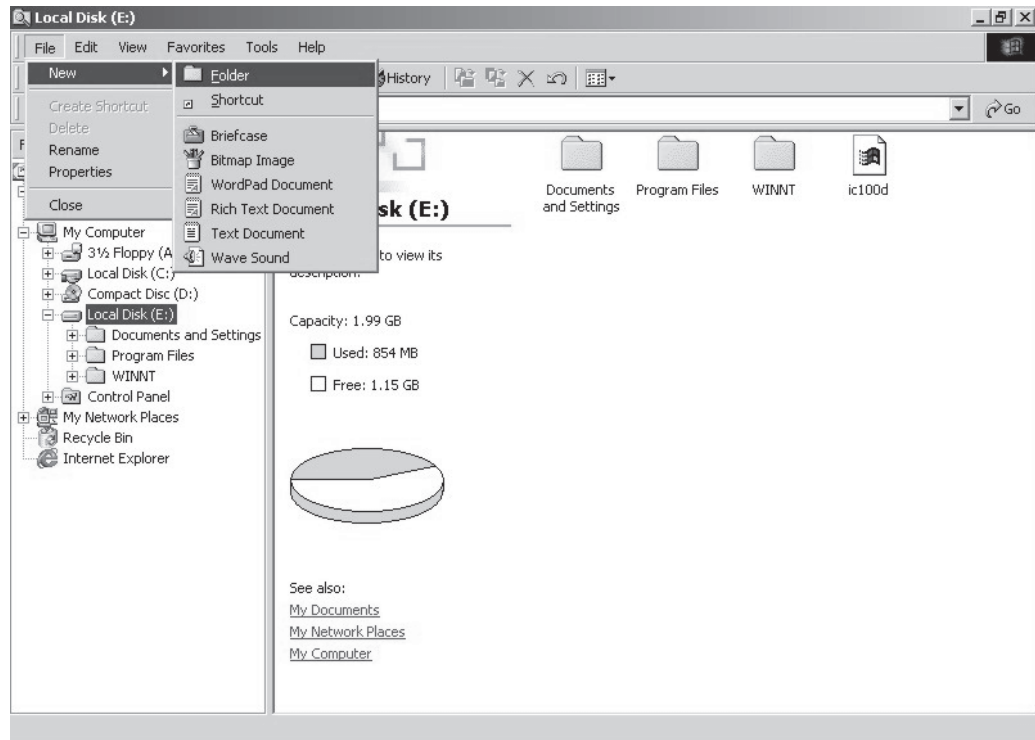 Local Disk (E:)
File Edit View Favorites Tools Help
New
Folder
History
Create Shortcut
Shortcut
Go
Delete
Briefcase
Rename
Bitmap Image
Properties
WordPad Document
Documents and Settings
Program Files
WINNT
ic100d
Close
Rich Text Document
sk (E:)
My Computer
Text Document
3½ Floppy (A
Wave Sound
to view its
Local Disk (C:)
description.
Compact Disc (D:)
Local Disk (E:)
Capacity: 1.99 GB
Documents and Settings
Used: 854 MB
Program Files
WINNT
Free: 1.15 GB
Control Panel
My Network Places
Recycle Bin
Internet Explorer
See also:
My Documents
My Network Places
My Computer